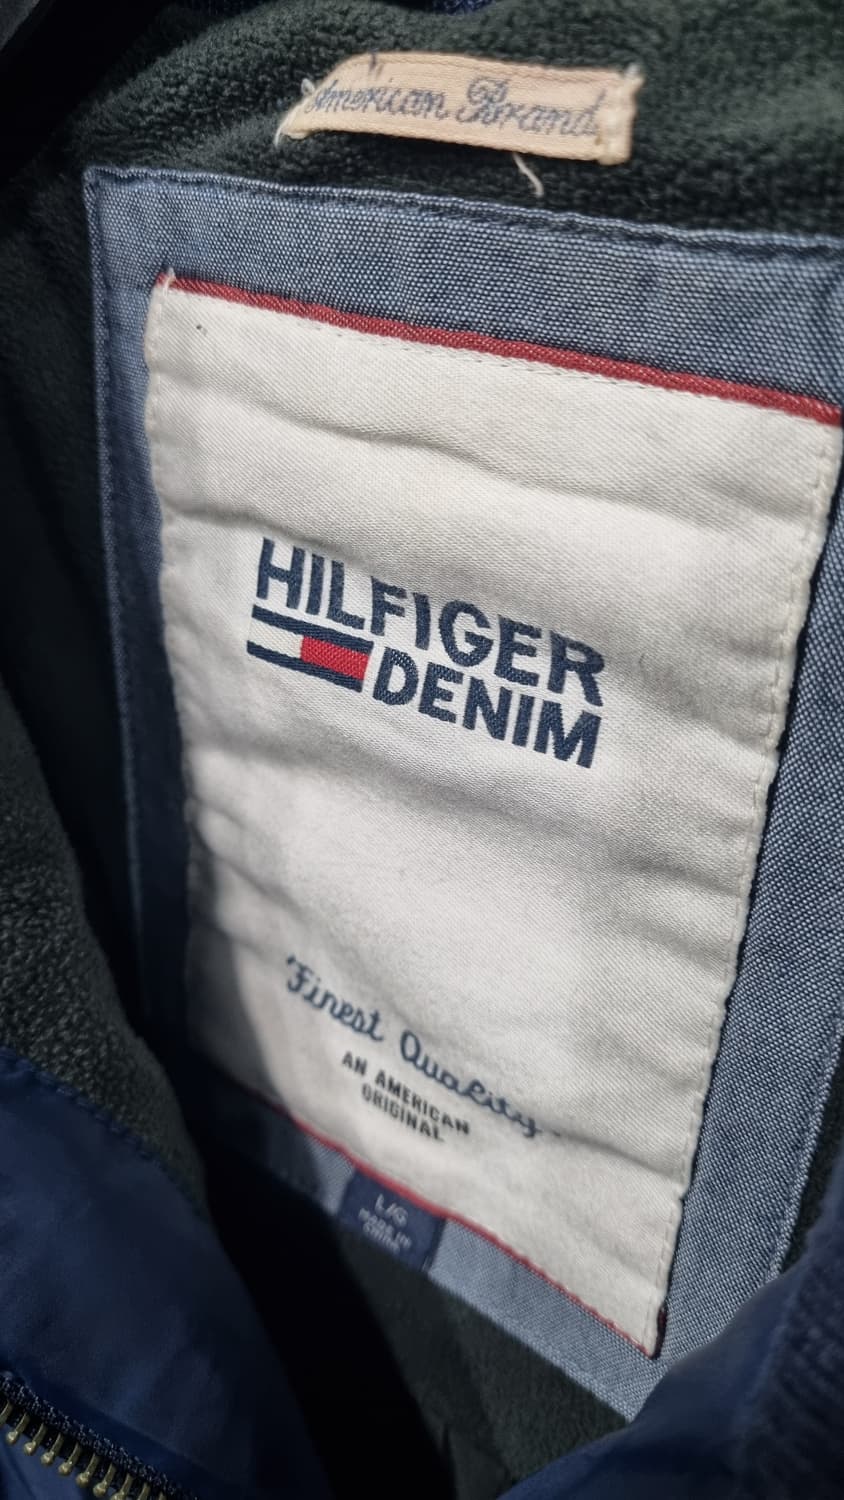 American Brand
HILFIGER
DENIM
Finest Quality
AN AMERICAN
ORIGINAL
L/G
MADE IN
CHINA